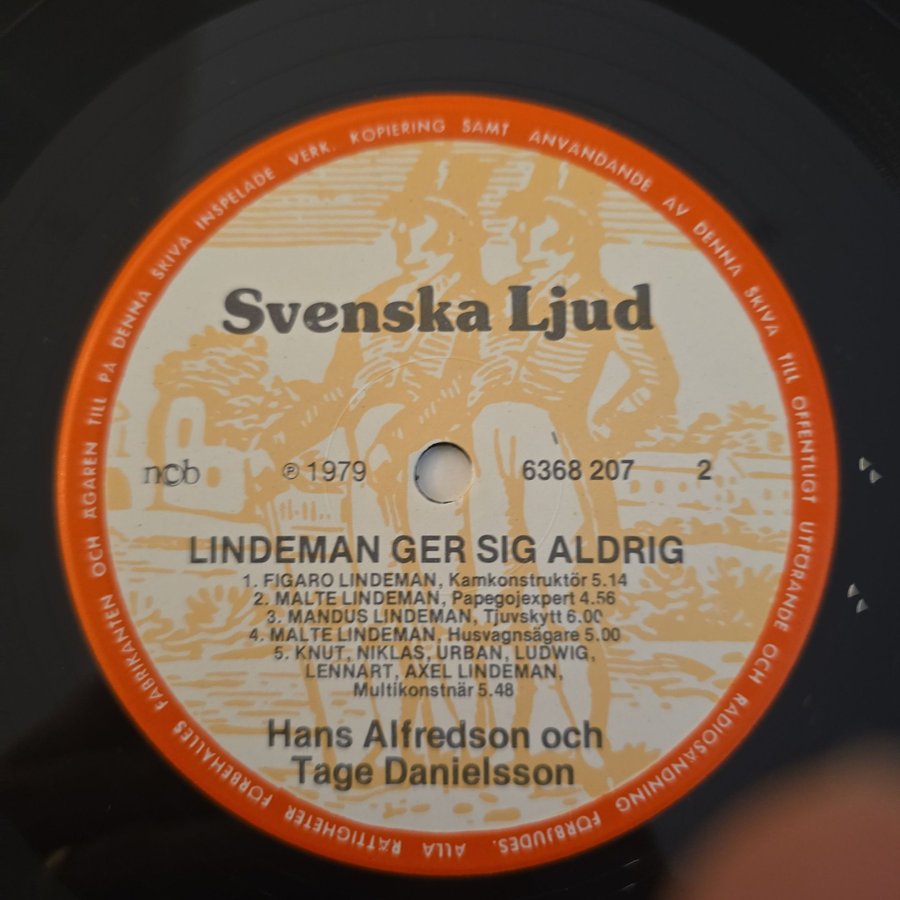 ALLA RÄTTIGHETER FÖRBEHÅLLES FABRIKANTEN OCH ÄGAREN TILL PÅ DENNA SKIVA INSPELADE VERK. KOPIERING SAMT ANVÄNDANDE AV DENNA SKIVA TILL OFFENTLIGT UTFÖRANDE OCH RADIOSÄNDNING FÖRBJUDES.
Svenska Ljud
ncb ℗ 1979 6368 207 2
LINDEMAN GER SIG ALDRIG
1. FIGARO LINDEMAN, Kamkonstruktör 5.14
2. MALTE LINDEMAN, Papegojexpert 4.56
3. MANDUS LINDEMAN, Tjuvskytt 6.00
4. MALTE LINDEMAN, Husvagnsägare 5.00
5. KNUT, NIKLAS, URBAN, LUDWIG,
LENNART, AXEL LINDEMAN,
Multikonstnär 5.48
Hans Alfredson och
Tage Danielsson